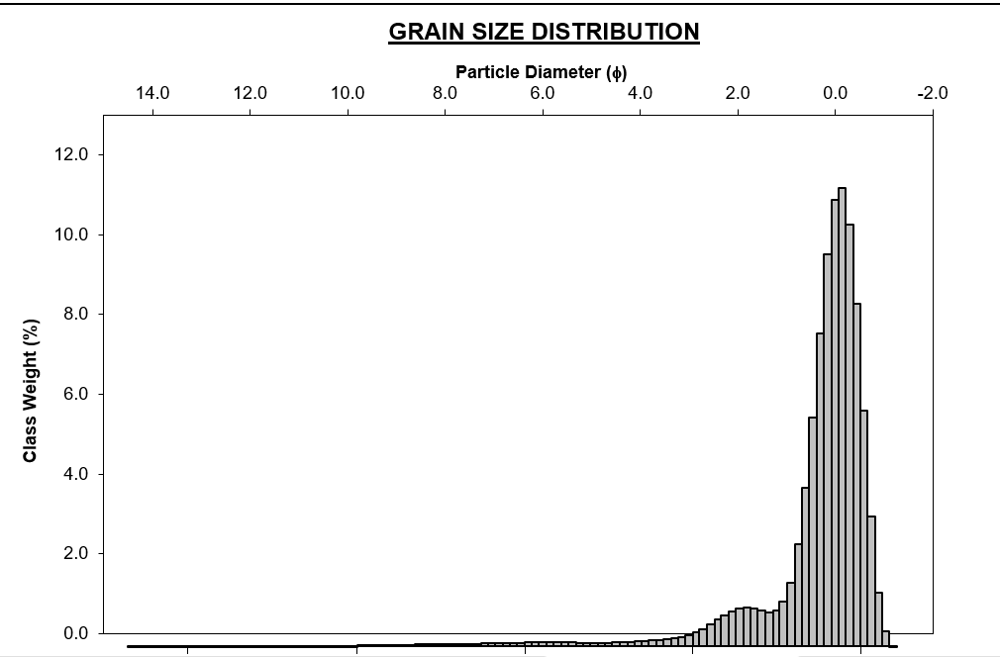 GRAIN SIZE DISTRIBUTION
Particle Diameter (ϕ)
14.0 12.0 10.0 8.0 6.0 4.0 2.0 0.0 -2.0
12.0
10.0
8.0
6.0
4.0
2.0
0.0
Class Weight (%)